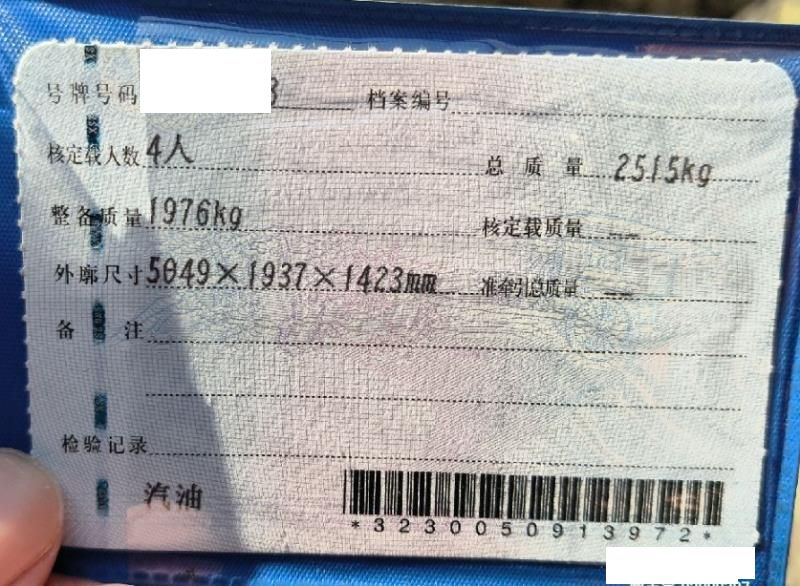 号牌号码 3 档案编号
核定载人数 4人 总质量 2515kg
整备质量 1976kg 核定载质量 --
外廓尺寸 5049×1937×1423mm 准牵引总质量 --
备注
检验记录
汽油
*3230050913972*